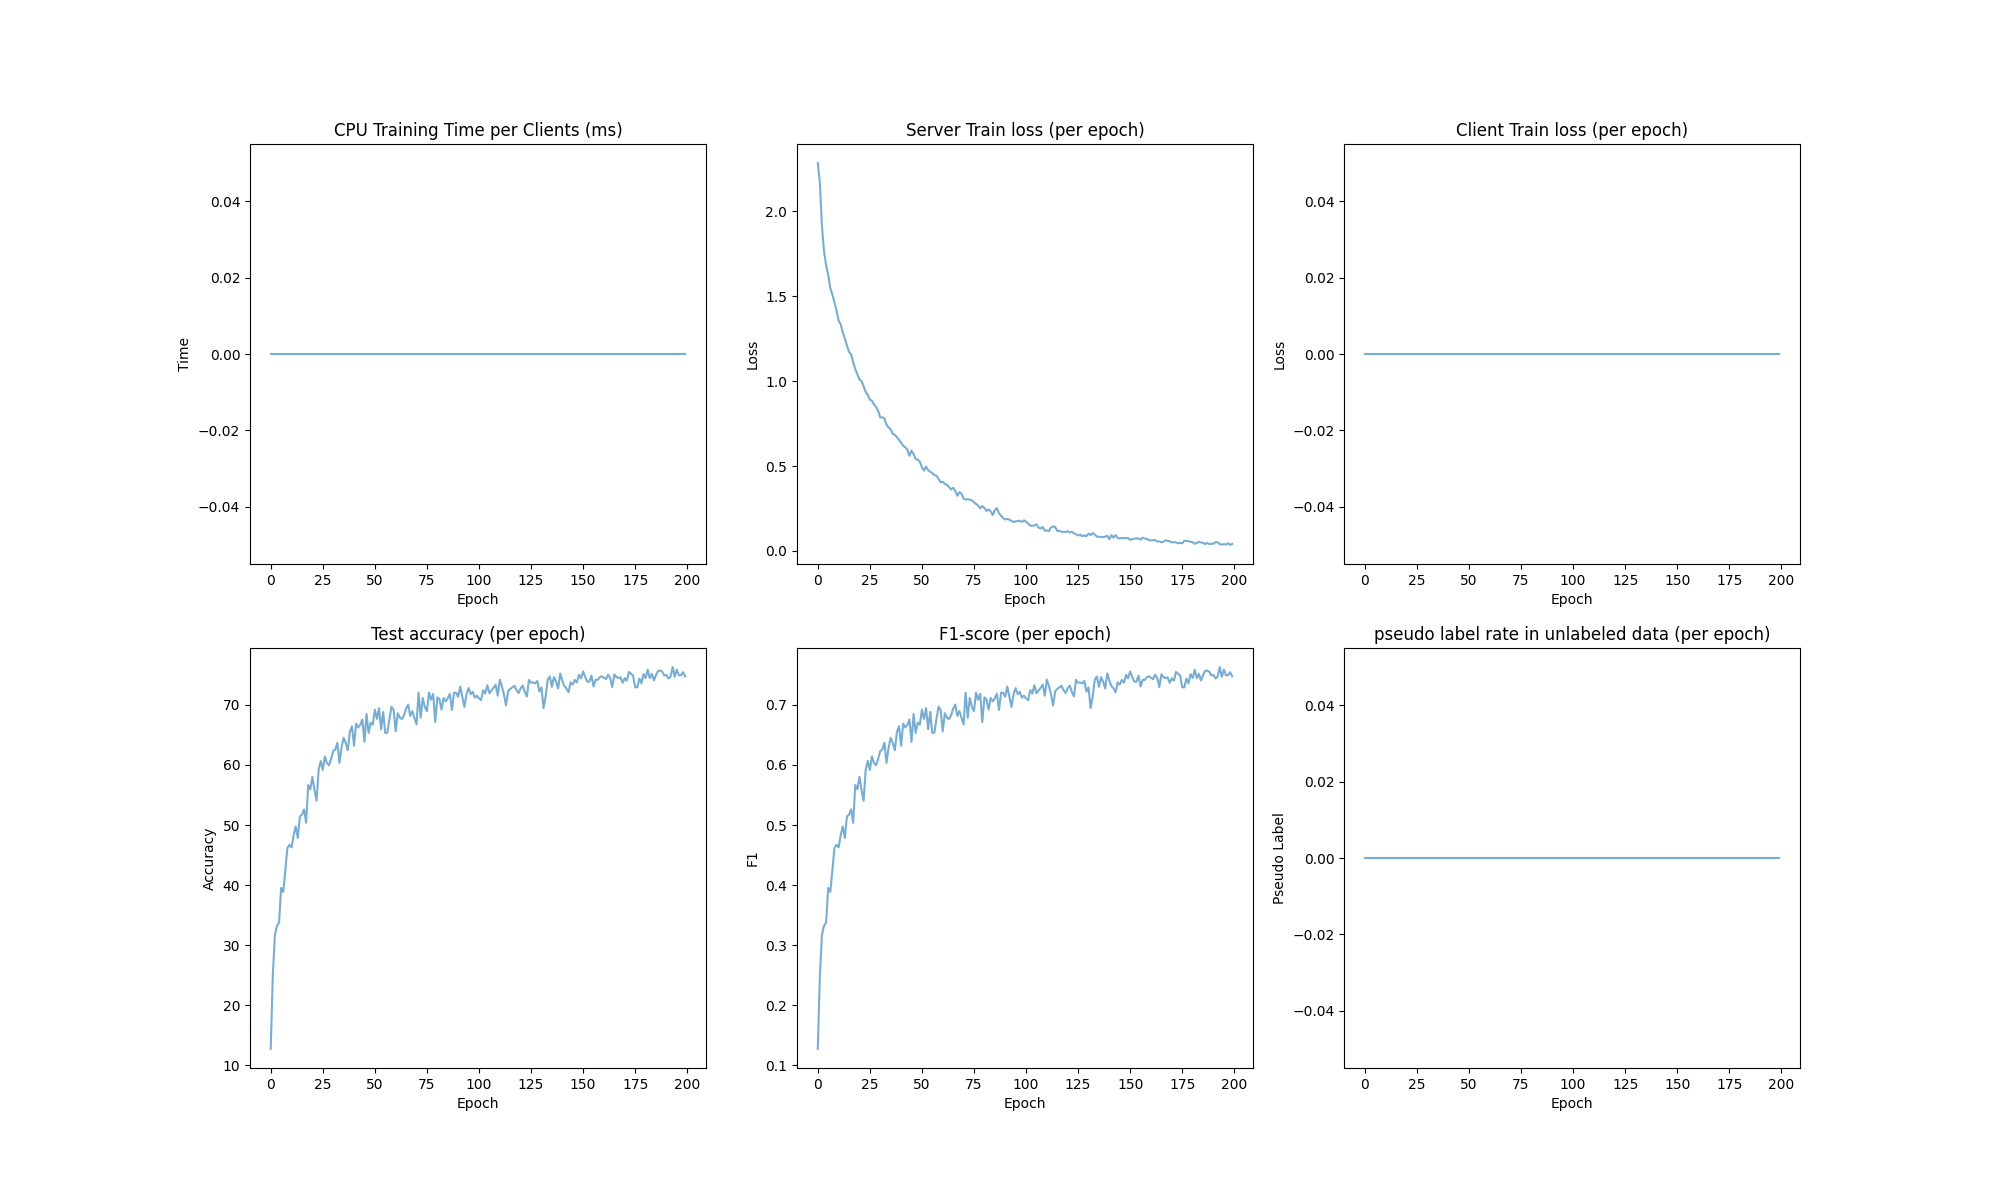 CPU Training Time per Clients (ms)
Time
0.04
0.02
0.00
−0.02
−0.04
0 25 50 75 100 125 150 175 200
Epoch
Server Train loss (per epoch)
Loss
2.0
1.5
1.0
0.5
0.0
0 25 50 75 100 125 150 175 200
Epoch
Client Train loss (per epoch)
Loss
0.04
0.02
0.00
−0.02
−0.04
0 25 50 75 100 125 150 175 200
Epoch
Test accuracy (per epoch)
Accuracy
70
60
50
40
30
20
10
0 25 50 75 100 125 150 175 200
Epoch
F1-score (per epoch)
F1
0.7
0.6
0.5
0.4
0.3
0.2
0.1
0 25 50 75 100 125 150 175 200
Epoch
pseudo label rate in unlabeled data (per epoch)
Pseudo Label
0.04
0.02
0.00
−0.02
−0.04
0 25 50 75 100 125 150 175 200
Epoch